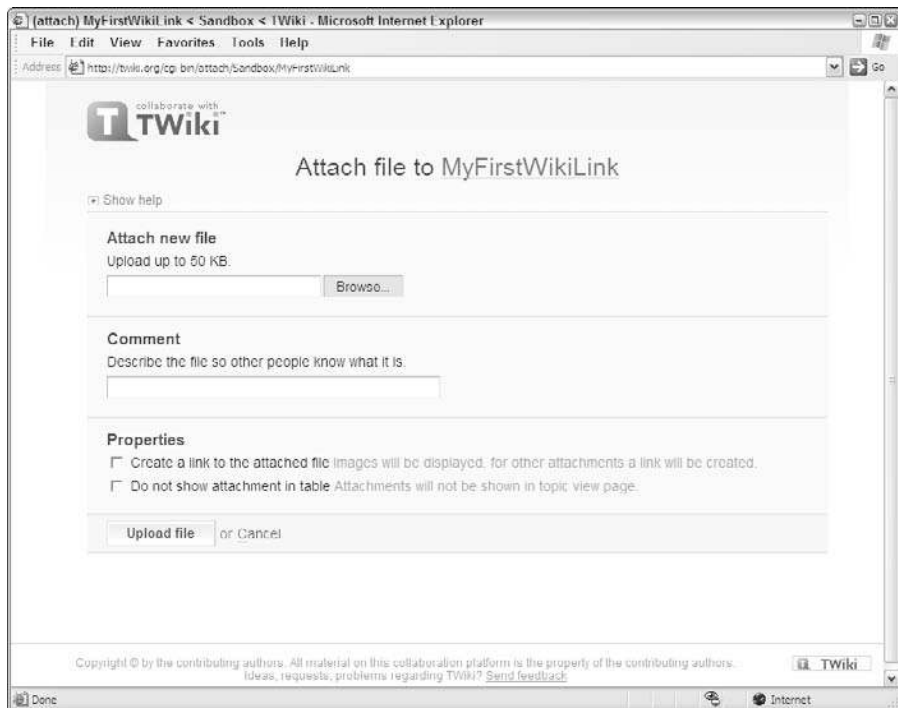 (attach) MyFirstWikiLink < Sandbox < TWiki - Microsoft Internet Explorer
File Edit View Favorites Tools Help
Address http://twiki.org/cgi-bin/attach/Sandbox/MyFirstWikiLink Go
collaborate with
TWiki™
Attach file to MyFirstWikiLink
Show help
Attach new file
Upload up to 50 KB.
Browse...
Comment
Describe the file so other people know what it is.
Properties
Create a link to the attached file Images will be displayed, for other attachments a link will be created.
Do not show attachment in table Attachments will not be shown in topic view page.
Upload file or Cancel
Copyright © by the contributing authors. All material on this collaboration platform is the property of the contributing authors.
Ideas, requests, problems regarding TWiki? Send feedback
TWiki
Done Internet